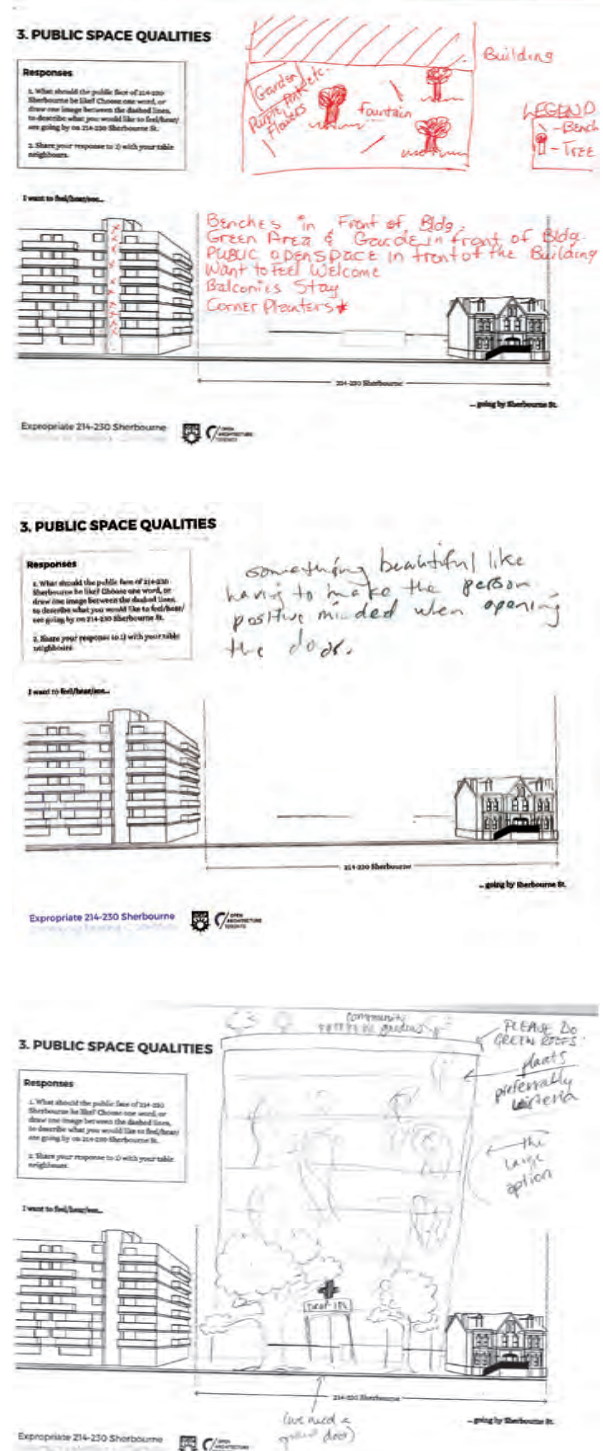 3. PUBLIC SPACE QUALITIES
Building
Responses
1. What should the public face of 214-230
Sherbourne be like? Choose one word, or
draw one image between the dashed lines,
to describe what you would like to feel/hear/
see going by on 214-230 Sherbourne St.
2. Share your response to 1) with your table
neighbours.
Garden
Purple, Pink etc.
Flowers
Fountain
LEGEND
- Bench
- TREE
I want to feel/hear/see...
Benches in Front of Bldg.
Green Area & Garde in front of Bldg.
PUBLIC OPENSPACE in front of the Building
Want to Feel Welcome
Balconies Stay
Corner Planters
214-230 Sherbourne
... going by Sherbourne St.
Expropriate 214-230 Sherbourne
OPEN
ARCHITECTURE
TORONTO
3. PUBLIC SPACE QUALITIES
Responses
1. What should the public face of 214-230
Sherbourne be like? Choose one word, or
draw one image between the dashed lines,
to describe what you would like to feel/hear/
see going by on 214-230 Sherbourne St.
2. Share your response to 1) with your table
neighbours.
something beautiful like
having to make the person
positive minded when opening
the door.
I want to feel/hear/see...
214-230 Sherbourne
... going by Sherbourne St.
Expropriate 214-230 Sherbourne
OPEN
ARCHITECTURE
TORONTO
community
gardens
PLEASE DO
GREEN ROOFS
3. PUBLIC SPACE QUALITIES
plants
preferrably
wisteria
Responses
1. What should the public face of 214-230
Sherbourne be like? Choose one word, or
draw one image between the dashed lines,
to describe what you would like to feel/hear/
see going by on 214-230 Sherbourne St.
2. Share your response to 1) with your table
neighbours.
the
large
option
I want to feel/hear/see...
214-230 Sherbourne
... going by Sherbourne St.
(we need a
door)
Expropriate 214-230 Sherbourne